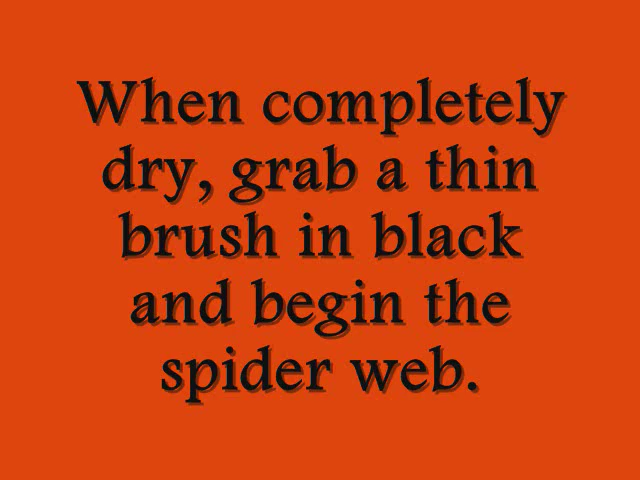 When completely
dry, grab a thin
brush in black
and begin the
spider web.